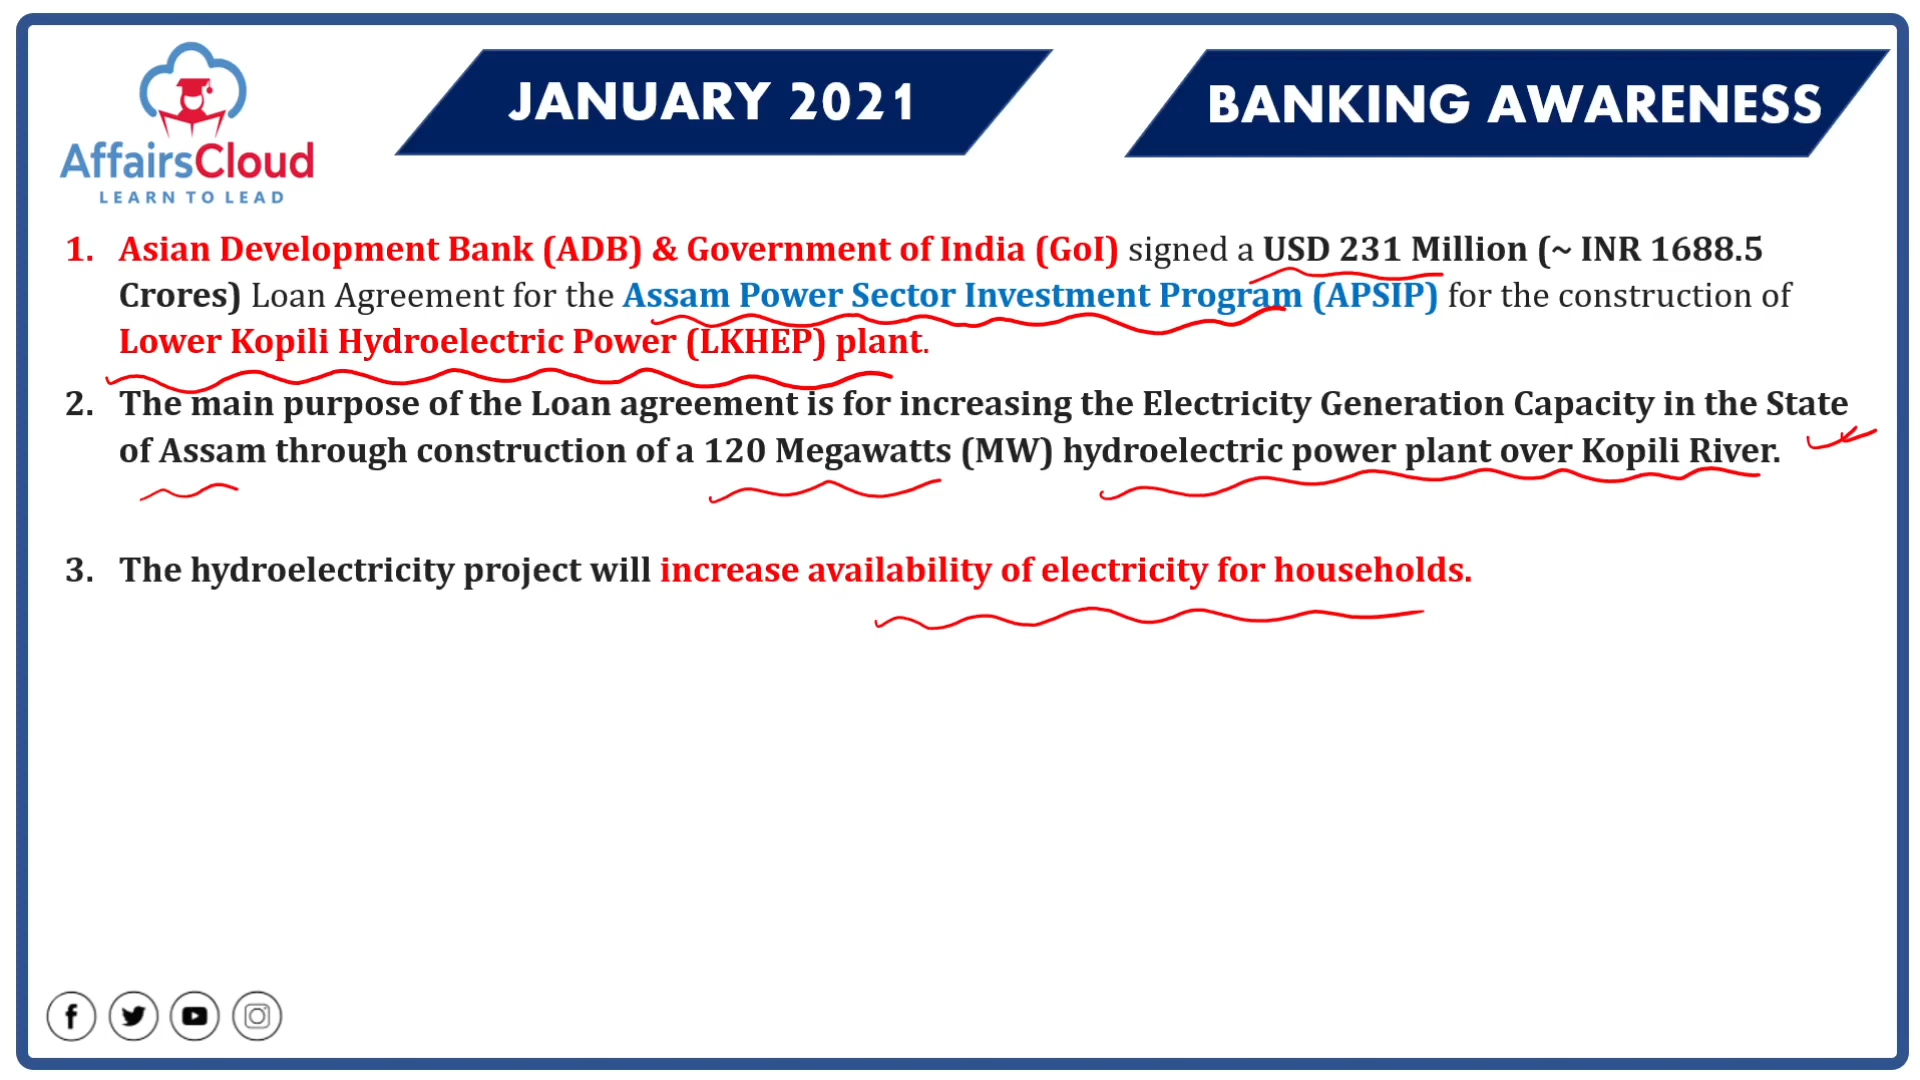 AffairsCloud
LEARN TO LEAD
JANUARY 2021
BANKING AWARENESS
1. Asian Development Bank (ADB) & Government of India (GoI) signed a USD 231 Million (~ INR 1688.5
Crores) Loan Agreement for the Assam Power Sector Investment Program (APSIP) for the construction of
Lower Kopili Hydroelectric Power (LKHEP) plant.
2. The main purpose of the Loan agreement is for increasing the Electricity Generation Capacity in the State
of Assam through construction of a 120 Megawatts (MW) hydroelectric power plant over Kopili River.
3. The hydroelectricity project will increase availability of electricity for households.